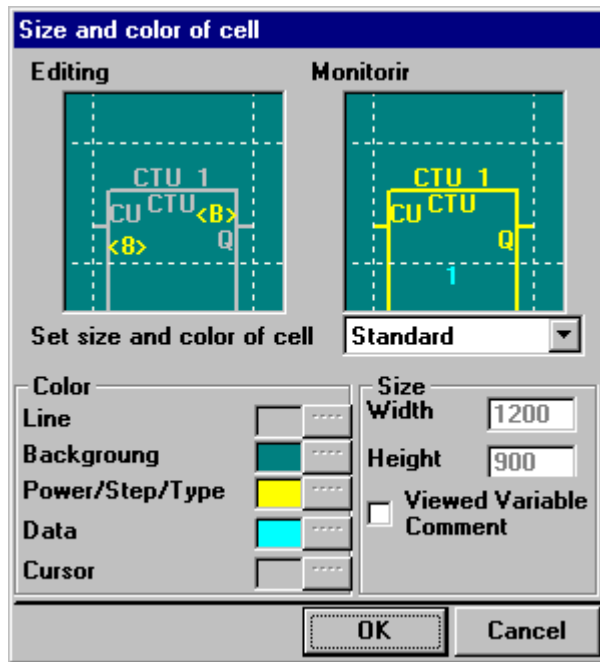 Size and color of cell
Editing
Monitorir
CTU 1
CU CTU <B>
<8> Q
CTU 1
CU CTU
Q
1
Set size and color of cell
Standard
Color
Line
Backgroung
Power/Step/Type
Data
Cursor
Size
Width 1200
Height 900
Viewed Variable
Comment
OK
Cancel